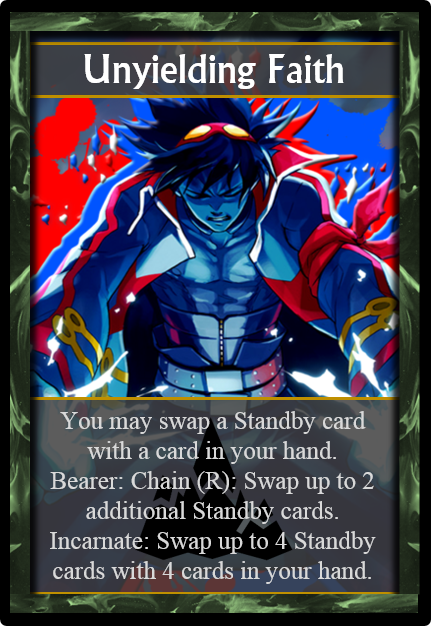 Unyielding Faith
You may swap a Standby card
with a card in your hand.
Bearer: Chain (R): Swap up to 2
additional Standby cards.
Incarnate: Swap up to 4 Standby
cards with 4 cards in your hand.